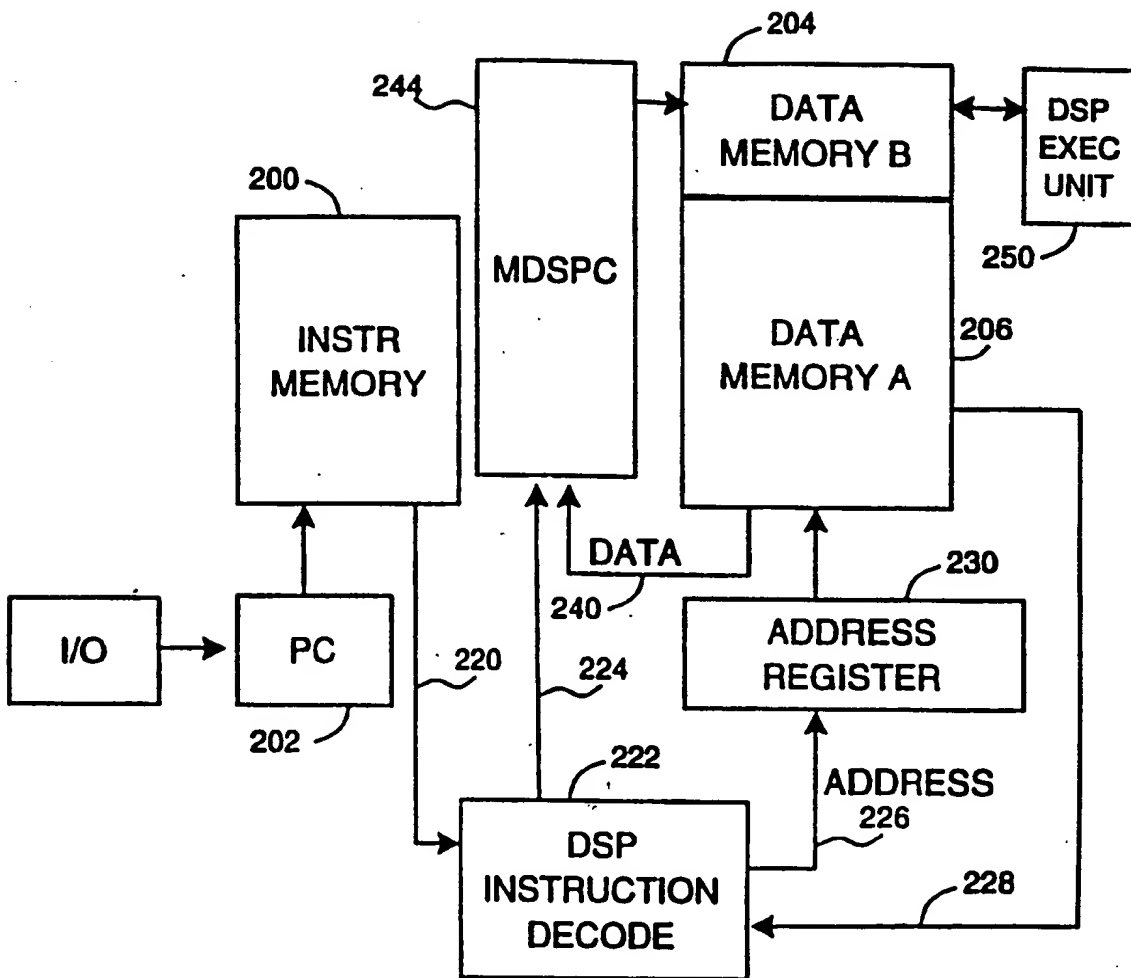 204
244
DATA
MEMORY B
DSP
EXEC
UNIT
200
250
MDSPC
INSTR
MEMORY
DATA
MEMORY A
206
DATA
240
230
I/O
PC
ADDRESS
REGISTER
220
224
202
222
ADDRESS
226
DSP
INSTRUCTION
DECODE
228